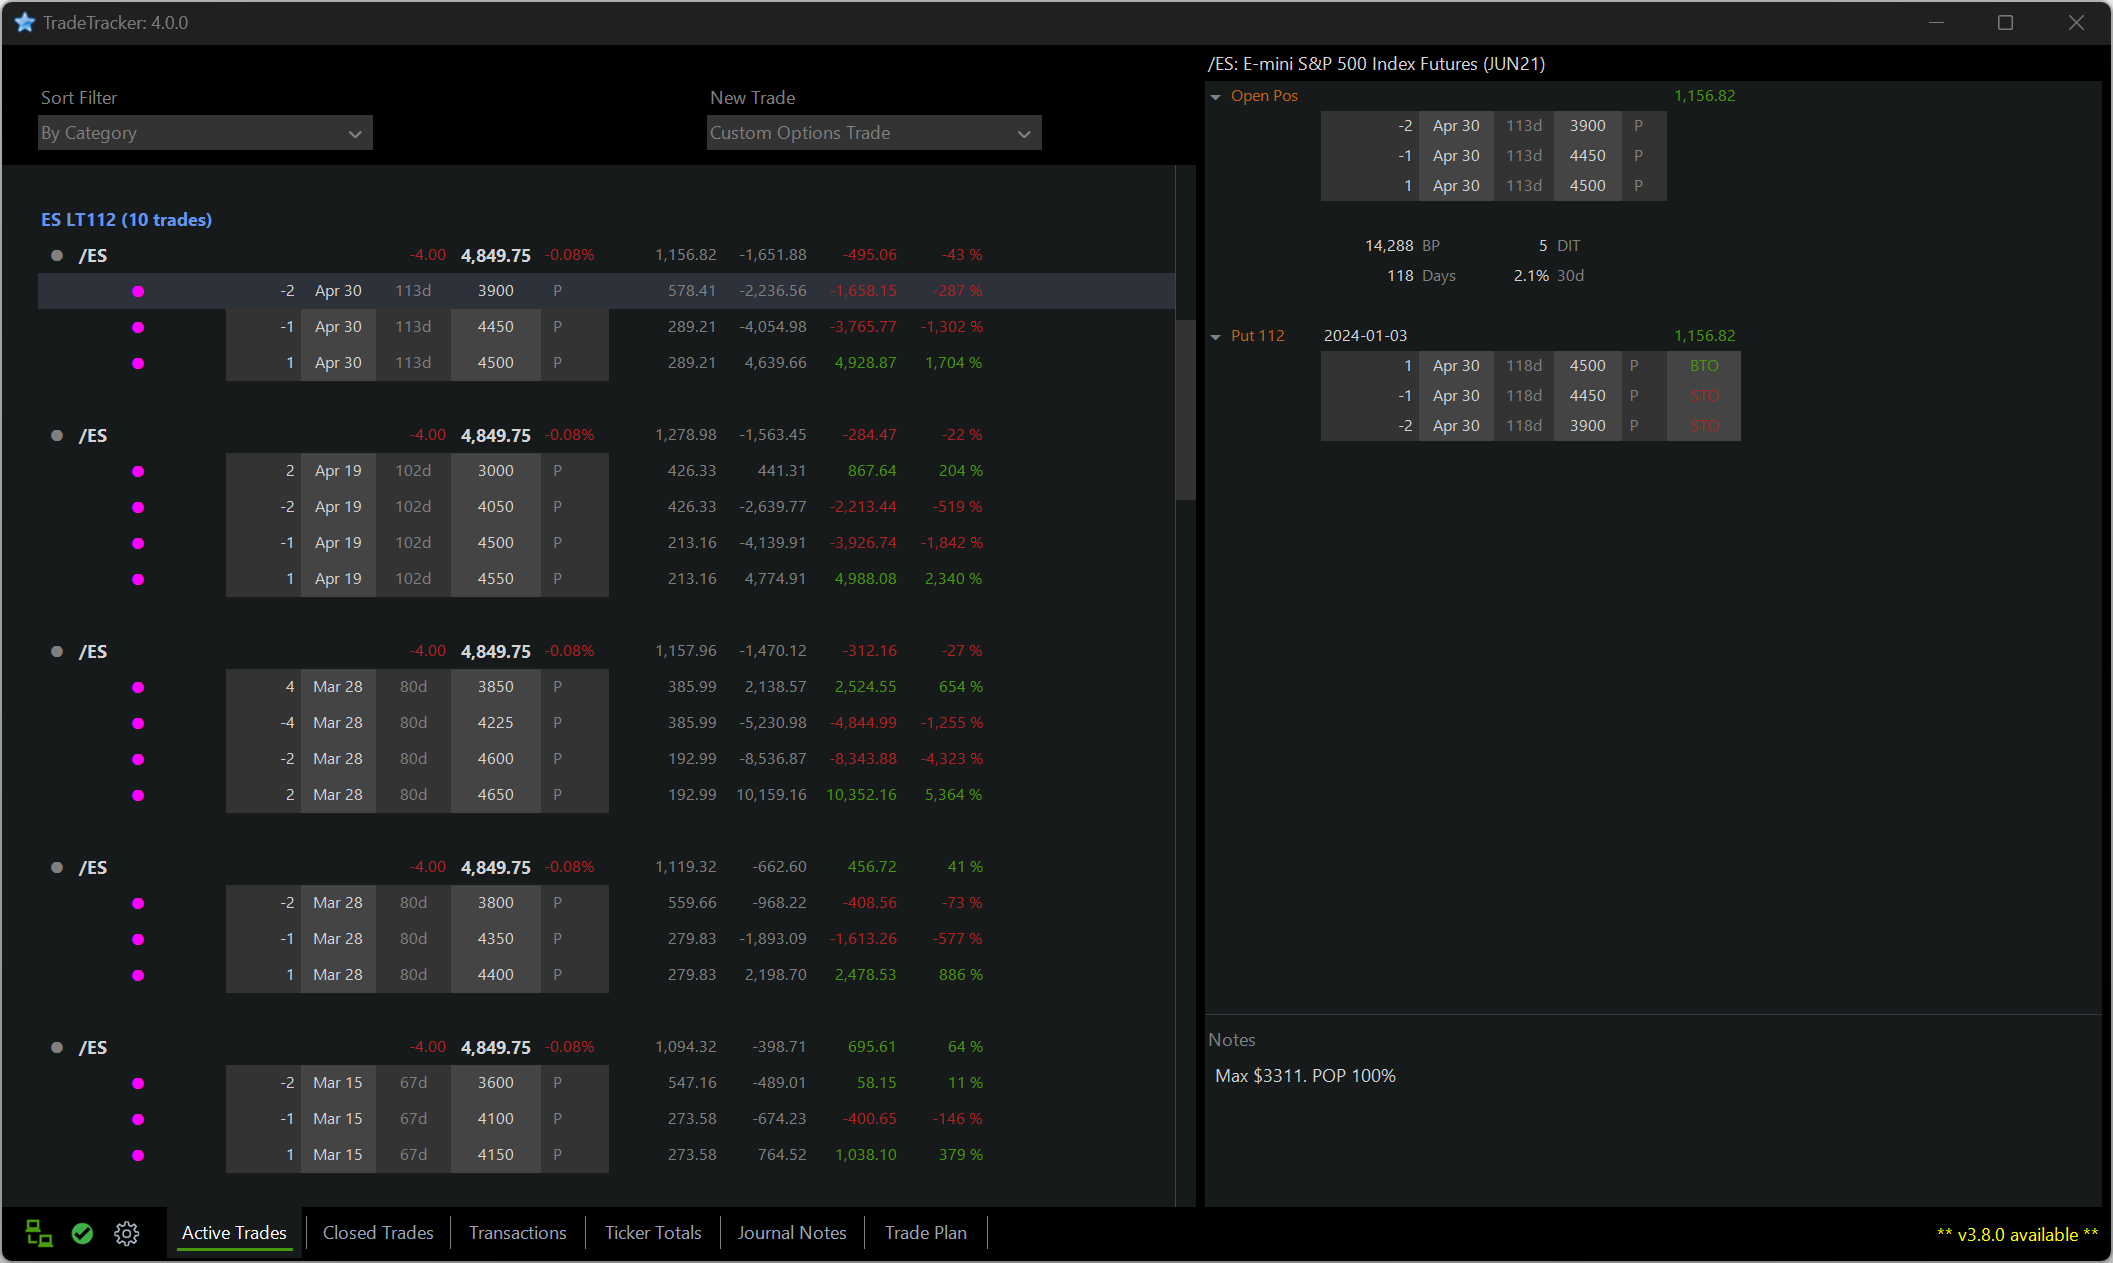 TradeTracker: 4.0.0
Sort Filter
By Category
New Trade
Custom Options Trade
ES LT112 (10 trades)
/ES -4.00 4,849.75 -0.08% 1,156.82 -1,651.88 -495.06 -43 %
-2 Apr 30 113d 3900 P 578.41 -2,236.56 -1,658.15 -287 %
-1 Apr 30 113d 4450 P 289.21 -4,054.98 -3,765.77 -1,302 %
1 Apr 30 113d 4500 P 289.21 4,639.66 4,928.87 1,704 %
/ES -4.00 4,849.75 -0.08% 1,278.98 -1,563.45 -284.47 -22 %
2 Apr 19 102d 3000 P 426.33 441.31 867.64 204 %
-2 Apr 19 102d 4050 P 426.33 -2,639.77 -2,213.44 -519 %
-1 Apr 19 102d 4500 P 213.16 -4,139.91 -3,926.74 -1,842 %
1 Apr 19 102d 4550 P 213.16 4,774.91 4,988.08 2,340 %
/ES -4.00 4,849.75 -0.08% 1,157.96 -1,470.12 -312.16 -27 %
4 Mar 28 80d 3850 P 385.99 2,138.57 2,524.55 654 %
-4 Mar 28 80d 4225 P 385.99 -5,230.98 -4,844.99 -1,255 %
-2 Mar 28 80d 4600 P 192.99 -8,536.87 -8,343.88 -4,323 %
2 Mar 28 80d 4650 P 192.99 10,159.16 10,352.16 5,364 %
/ES -4.00 4,849.75 -0.08% 1,119.32 -662.60 456.72 41 %
-2 Mar 28 80d 3800 P 559.66 -968.22 -408.56 -73 %
-1 Mar 28 80d 4350 P 279.83 -1,893.09 -1,613.26 -577 %
1 Mar 28 80d 4400 P 279.83 2,198.70 2,478.53 886 %
/ES -4.00 4,849.75 -0.08% 1,094.32 -398.71 695.61 64 %
-2 Mar 15 67d 3600 P 547.16 -489.01 58.15 11 %
-1 Mar 15 67d 4100 P 273.58 -674.23 -400.65 -146 %
1 Mar 15 67d 4150 P 273.58 764.52 1,038.10 379 %
/ES: E-mini S&P 500 Index Futures (JUN21)
Open Pos 1,156.82
-2 Apr 30 113d 3900 P
-1 Apr 30 113d 4450 P
1 Apr 30 113d 4500 P
14,288 BP 5 DIT
118 Days 2.1% 30d
Put 112 2024-01-03 1,156.82
1 Apr 30 118d 4500 P BTO
-1 Apr 30 118d 4450 P STO
-2 Apr 30 118d 3900 P STO
Notes
Max $3311. POP 100%
Active Trades Closed Trades Transactions Ticker Totals Journal Notes Trade Plan
** v3.8.0 available **